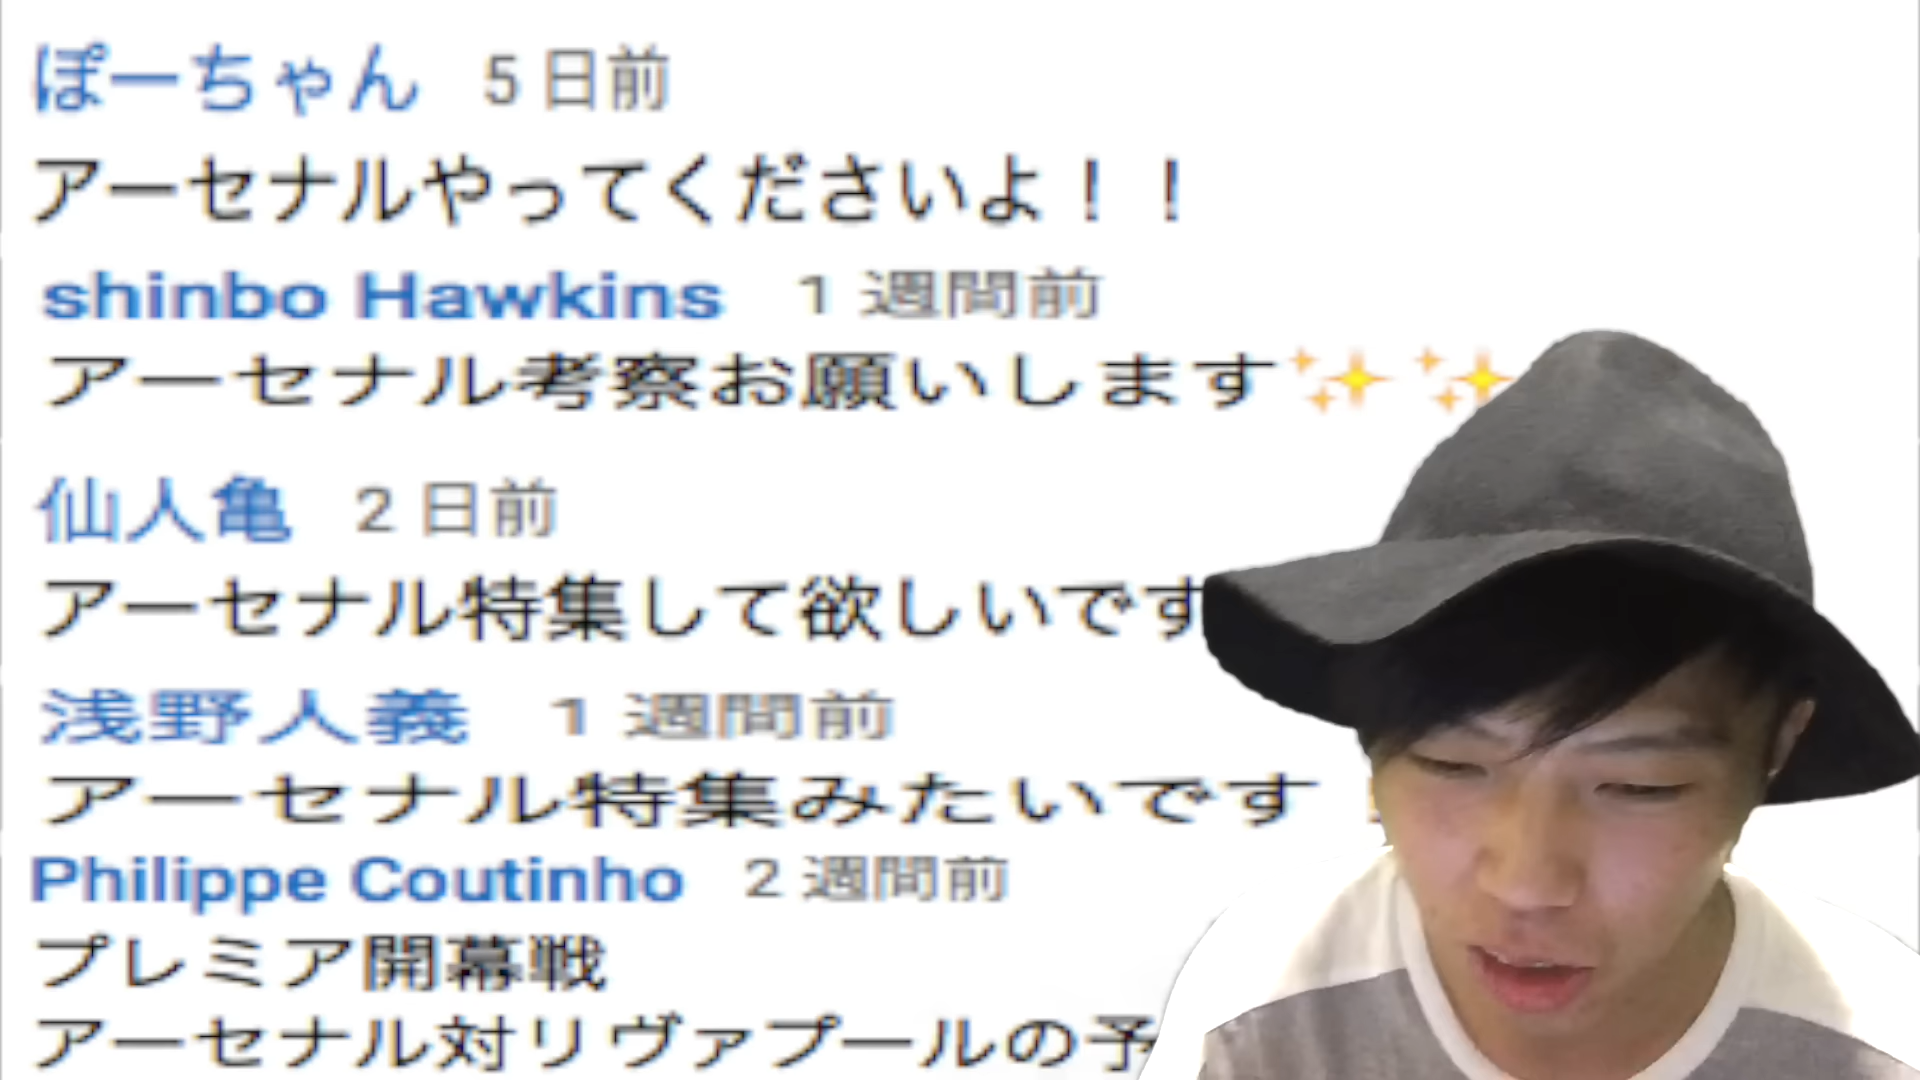 ぽーちゃん 5 日前
アーセナルやってくださいよ！！
shinbo Hawkins 1 週間前
アーセナル考察お願いします✨✨
仙人亀 2 日前
アーセナル特集して欲しいです
浅野人義 1 週間前
アーセナル特集みたいです
Philippe Coutinho 2 週間前
プレミア開幕戦
アーセナル対リヴァプールの予